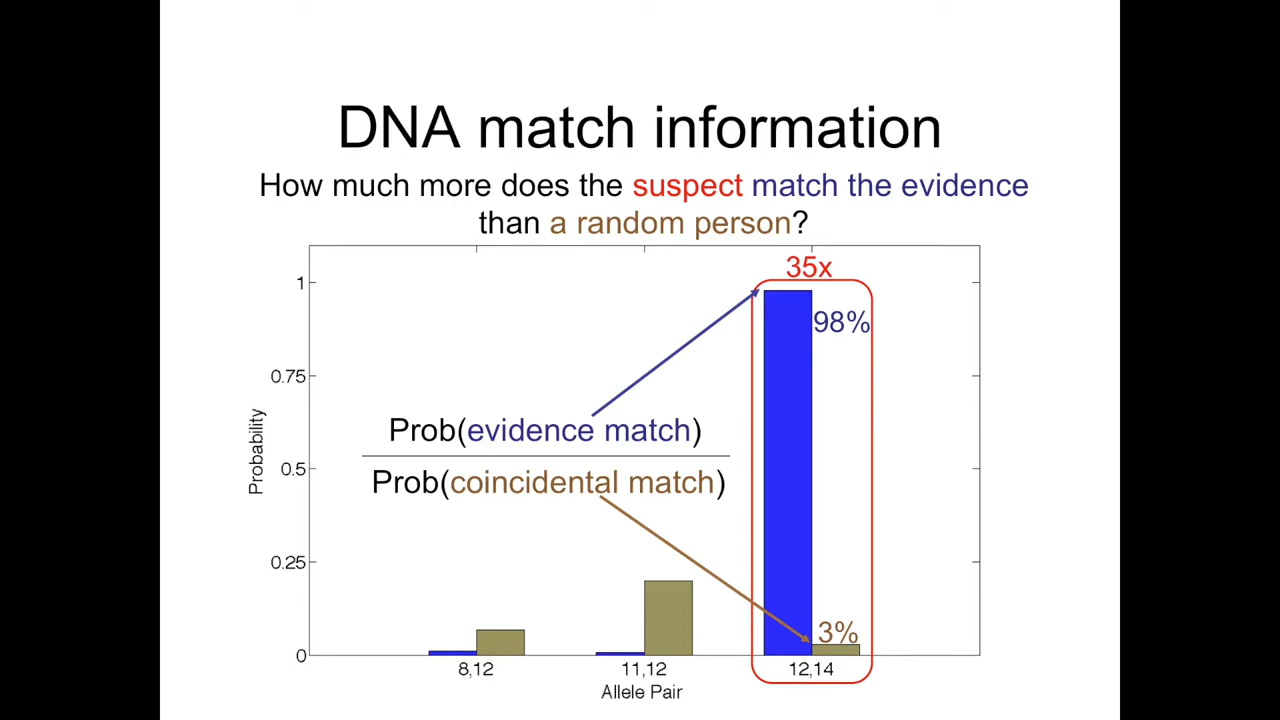 DNA match information
How much more does the suspect match the evidence
than a random person?
35x
1
98%
0.75
Prob(evidence match)
0.5
Prob(coincidental match)
0.25
3%
0
8,12
11,12
12,14
Probability
Allele Pair